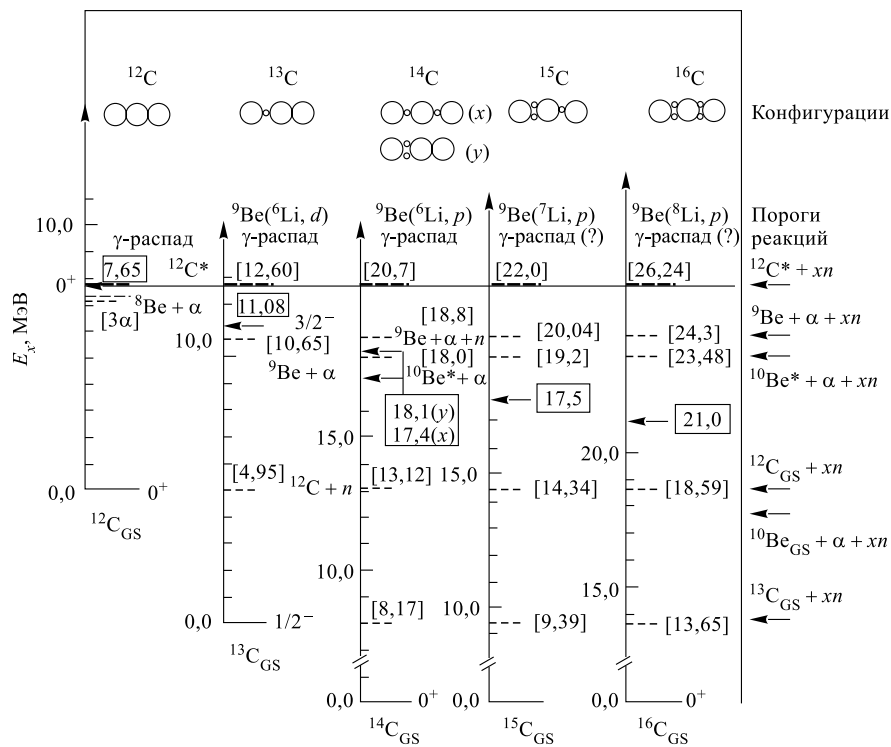 ¹²C ¹³C ¹⁴C ¹⁵C ¹⁶C
(x) Конфигурации
(y)
⁹Be(⁶Li, d) ⁹Be(⁶Li, p) ⁹Be(⁷Li, p) ⁹Be(⁸Li, p) Пороги
γ-распад γ-распад γ-распад γ-распад (?) γ-распад (?) реакций
10,0
0⁺ 7,65 ¹²C* [12,60] [20,7] [22,0] [26,24] ¹²C* + xn
⁸Be + α 11,08 [18,8] ⁹Be + α + xn
[3α] 3/2⁻ ⁹Be + α + n [20,04] [24,3]
10,0 [10,65] [18,0] [19,2] [23,48]
⁹Be + α ¹⁰Be* + α ¹⁰Be* + α + xn
Eₓ, МэВ
18,1(y) 17,5 21,0
17,4(x)
15,0 20,0
[4,95] [13,12] 15,0 ¹²C_GS + xn
¹²C + n [14,34] [18,59]
0,0 0⁺
¹²C_GS
¹⁰Be_GS + α + xn
10,0 15,0
[8,17] 10,0 ¹³C_GS + xn
0,0 1/2⁻ [9,39] [13,65]
¹³C_GS
0,0 0⁺ 0,0 0,0 0⁺
¹⁴C_GS ¹⁵C_GS ¹⁶C_GS